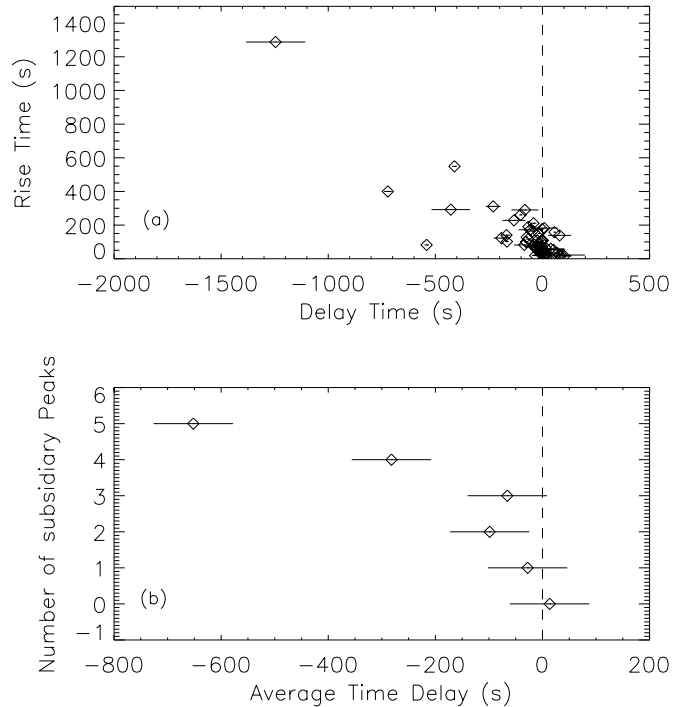 1400
1200
1000
800
600
400
200
0
Rise Time (s)
(a)
−2000 −1500 −1000 −500 0 500
Delay Time (s)
6
5
4
3
2
1
0
−1
Number of subsidiary Peaks
(b)
−800 −600 −400 −200 0 200
Average Time Delay (s)